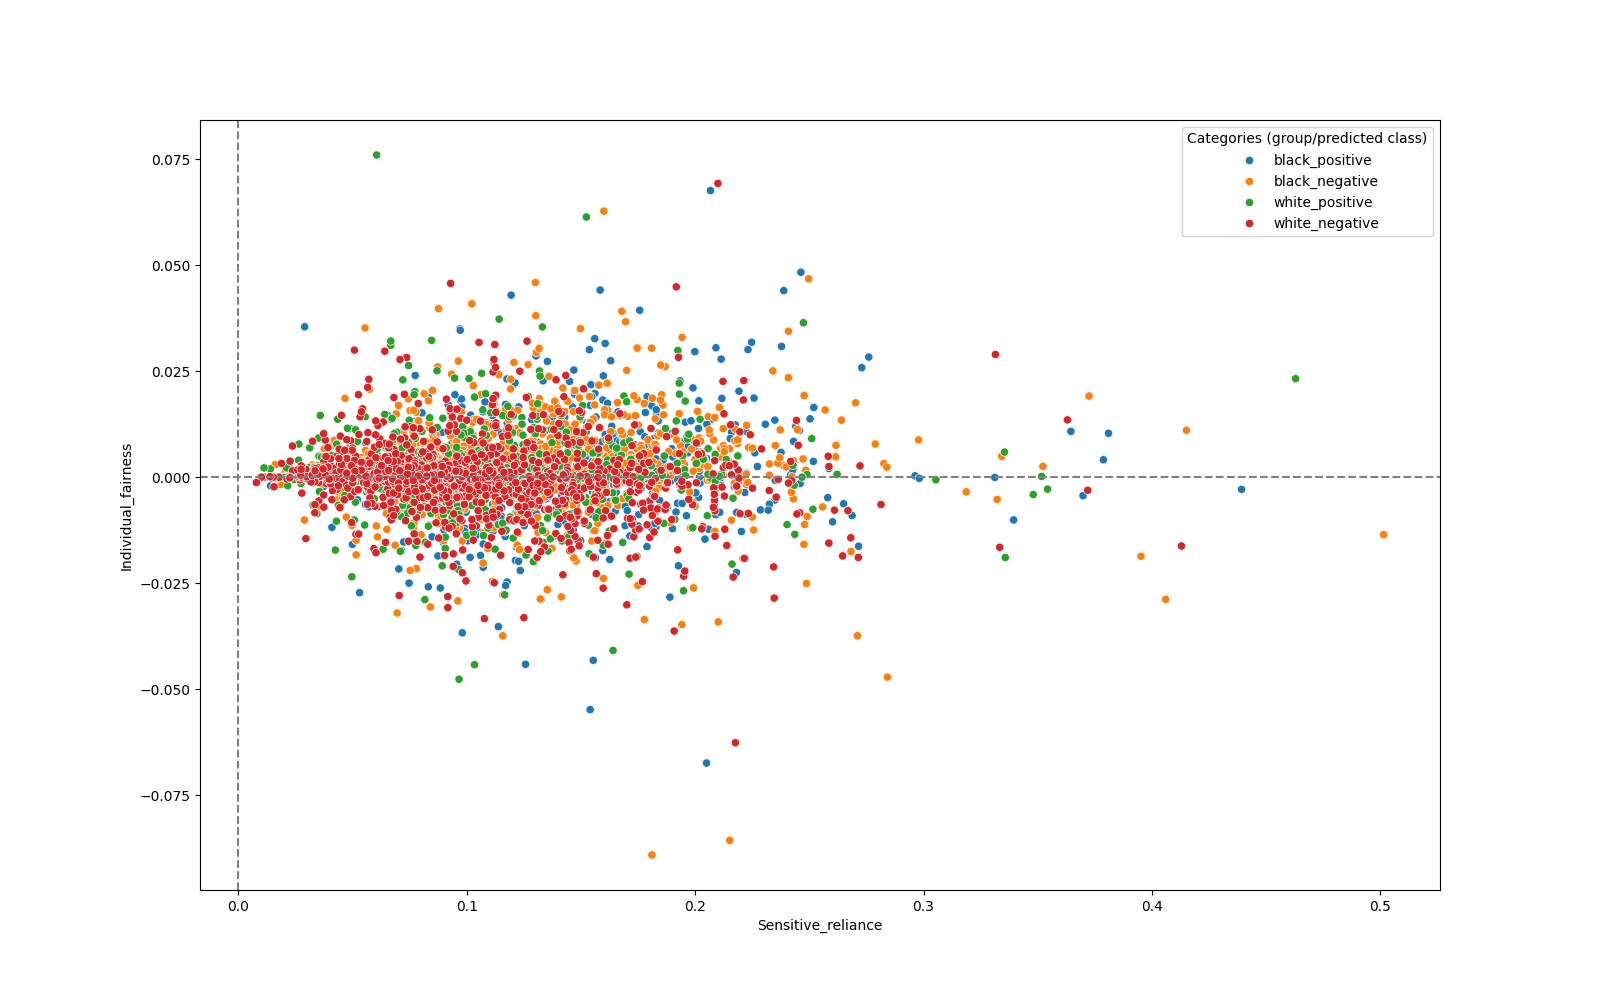 Categories (group/predicted class)
black_positive
black_negative
white_positive
white_negative
0.075
0.050
0.025
0.000
−0.025
−0.050
−0.075
Individual_fairness
0.0 0.1 0.2 0.3 0.4 0.5
Sensitive_reliance